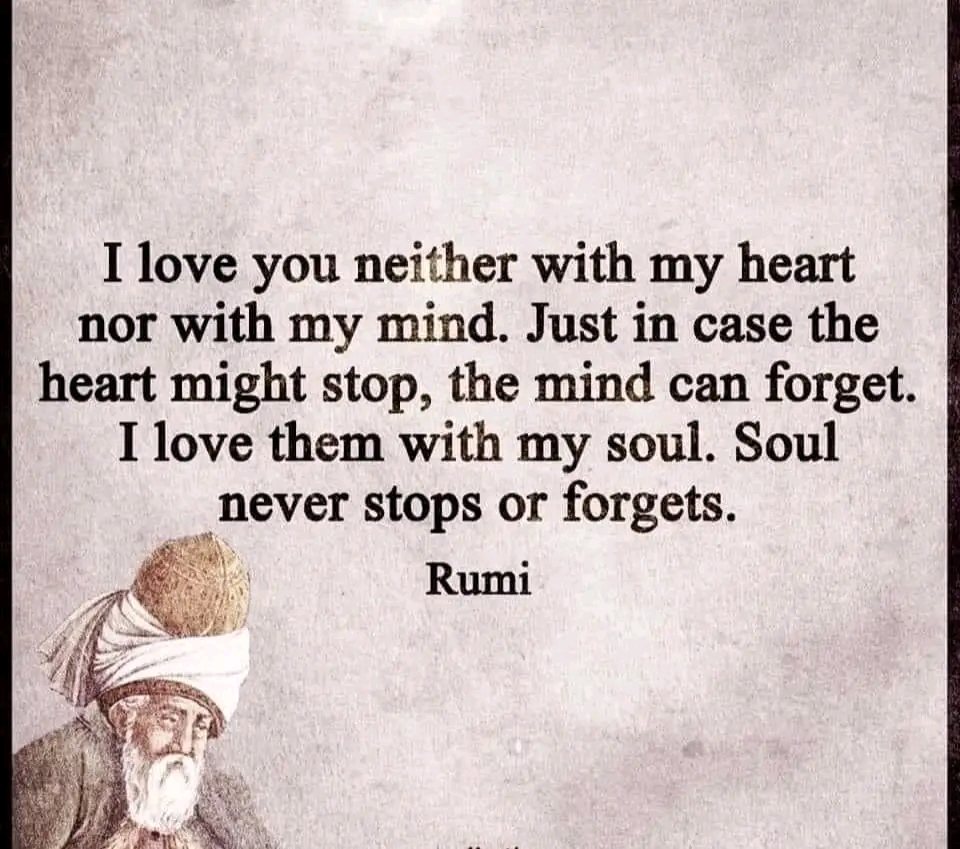 I love you neither with my heart
nor with my mind. Just in case the
heart might stop, the mind can forget.
I love them with my soul. Soul
never stops or forgets.
Rumi